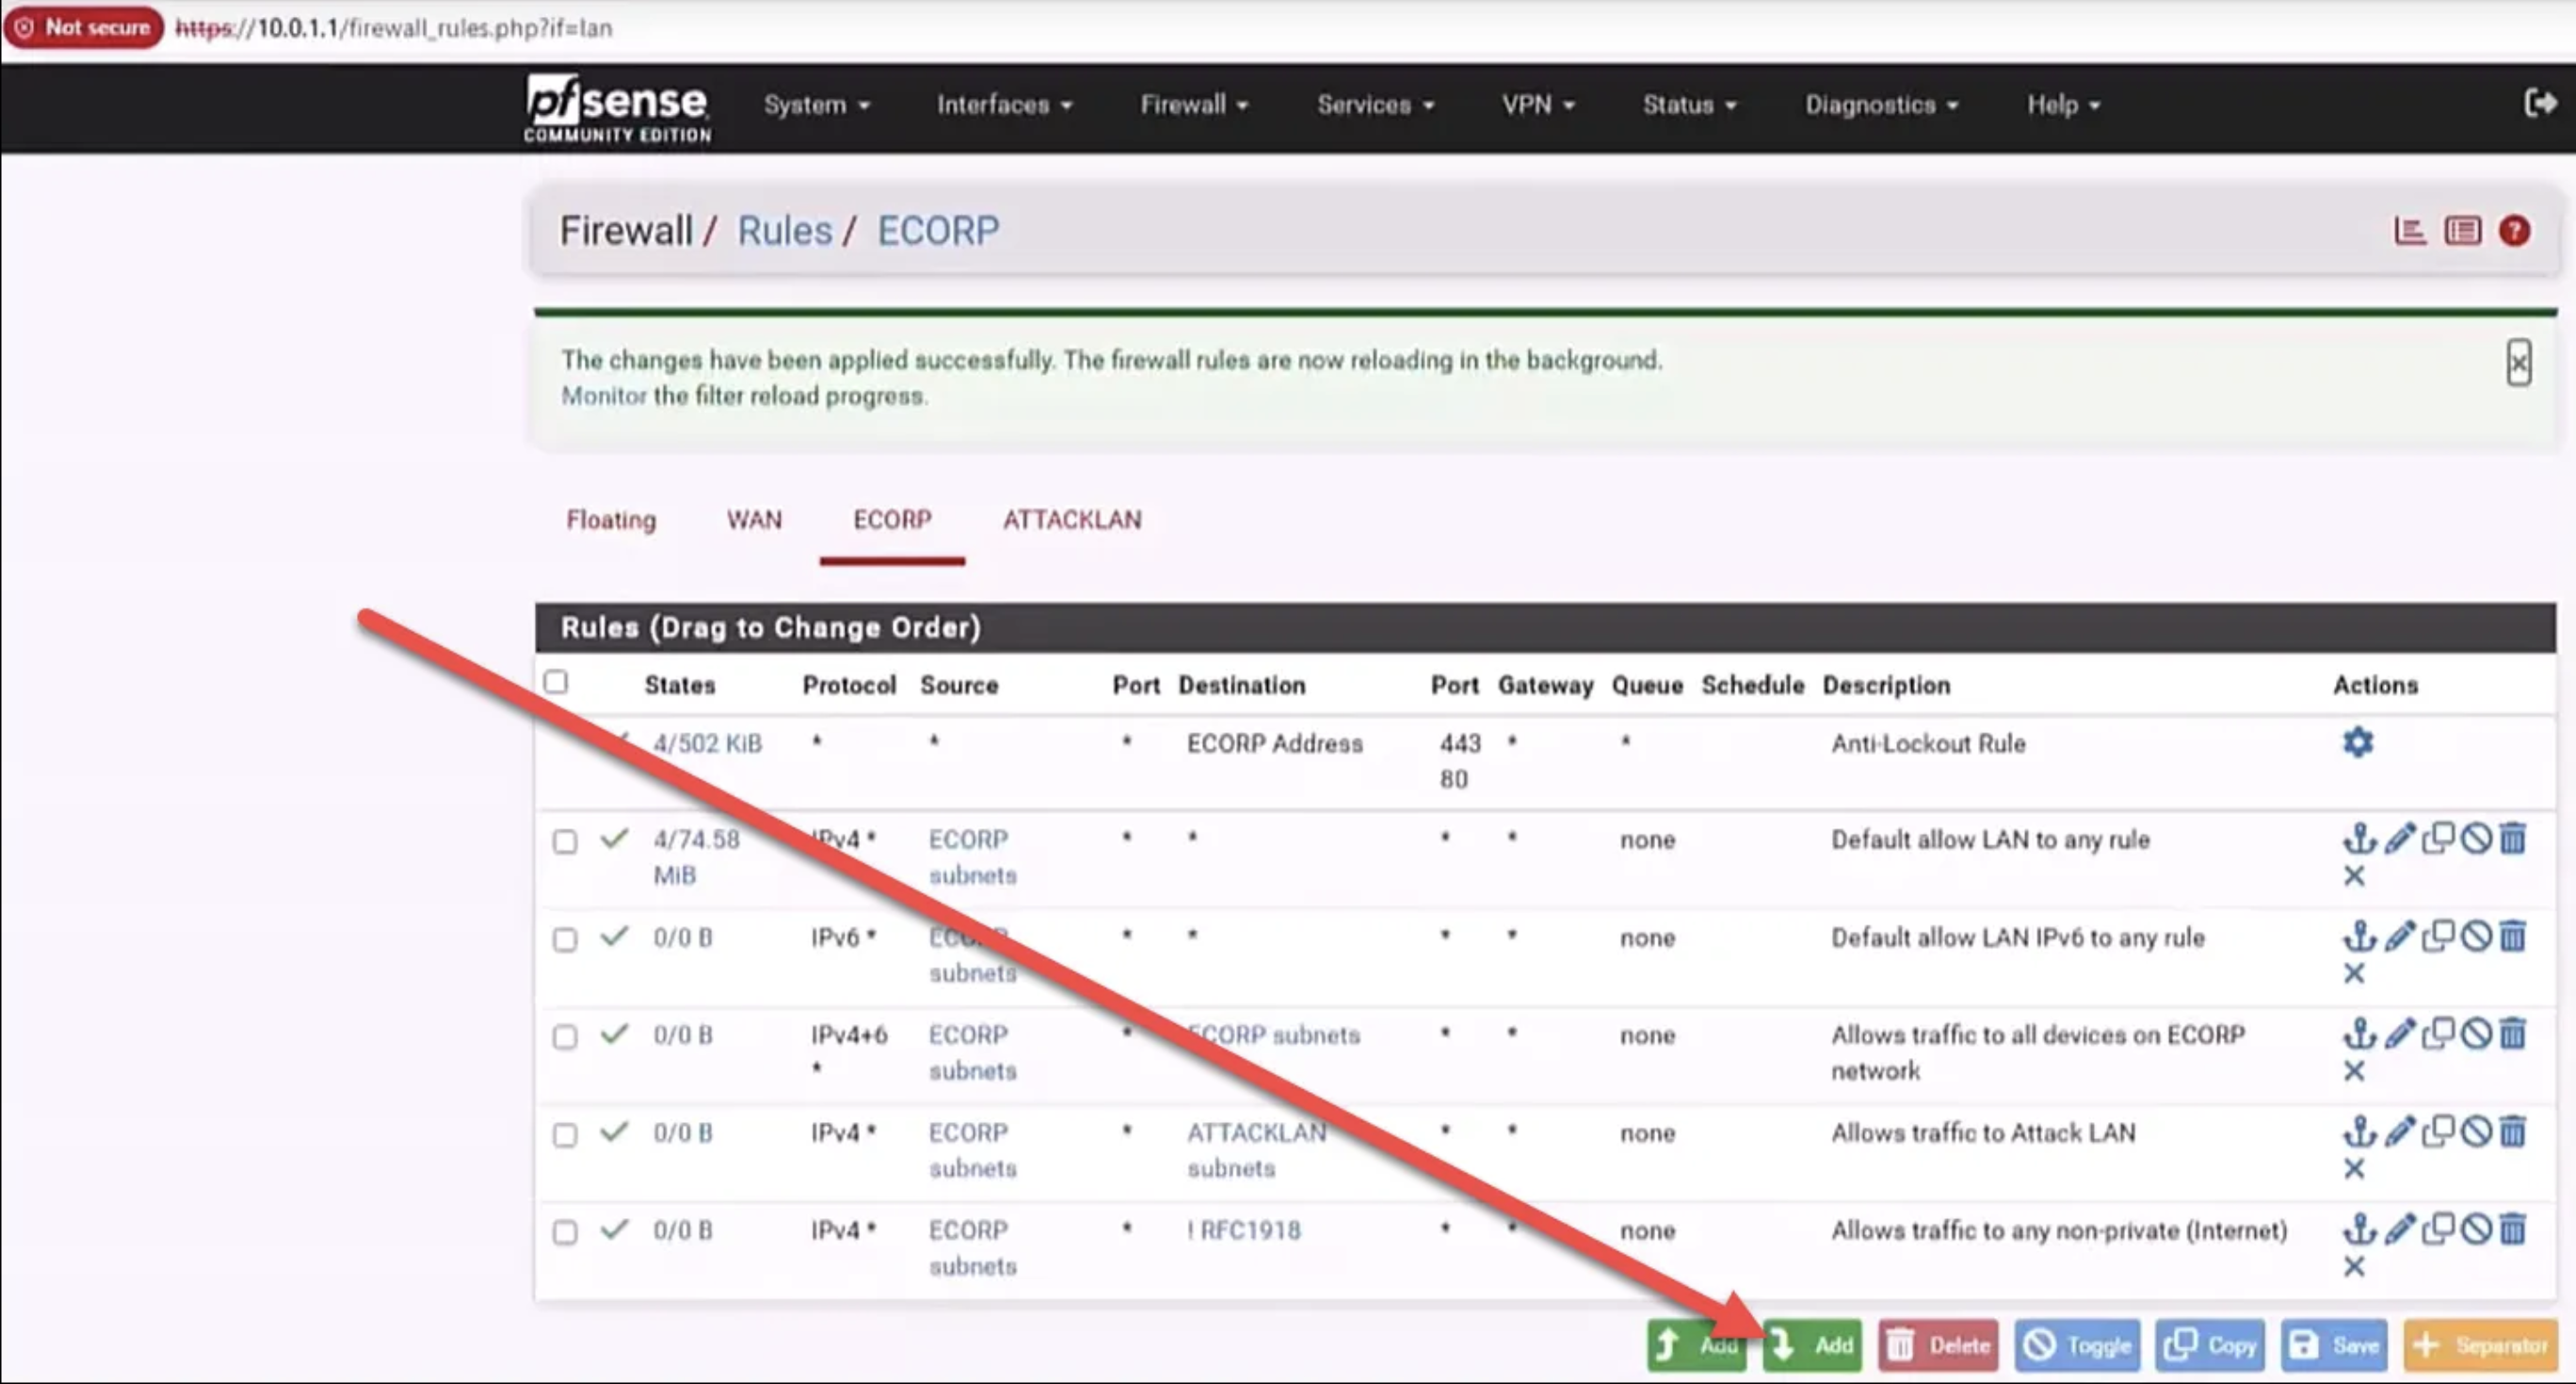 Not secure https://10.0.1.1/firewall_rules.php?if=lan
pfsense
COMMUNITY EDITION
System Interfaces Firewall Services VPN Status Diagnostics Help
Firewall / Rules / ECORP
The changes have been applied successfully. The firewall rules are now reloading in the background.
Monitor the filter reload progress.
Floating WAN ECORP ATTACKLAN
Rules (Drag to Change Order)
States Protocol Source Port Destination Port Gateway Queue Schedule Description Actions
4/502 KiB * * * ECORP Address 443 * * Anti-Lockout Rule
80
4/74.58 IPv4 * ECORP * * * * none Default allow LAN to any rule
MiB subnets
0/0 B IPv6 * ECORP * * * * none Default allow LAN IPv6 to any rule
subnets
0/0 B IPv4+6 ECORP * ECORP subnets * * none Allows traffic to all devices on ECORP
* subnets network
0/0 B IPv4 * ECORP * ATTACKLAN * * none Allows traffic to Attack LAN
subnets subnets
0/0 B IPv4 * ECORP * ! RFC1918 * * none Allows traffic to any non-private (Internet)
subnets
Add Add Delete Toggle Copy Save Separator